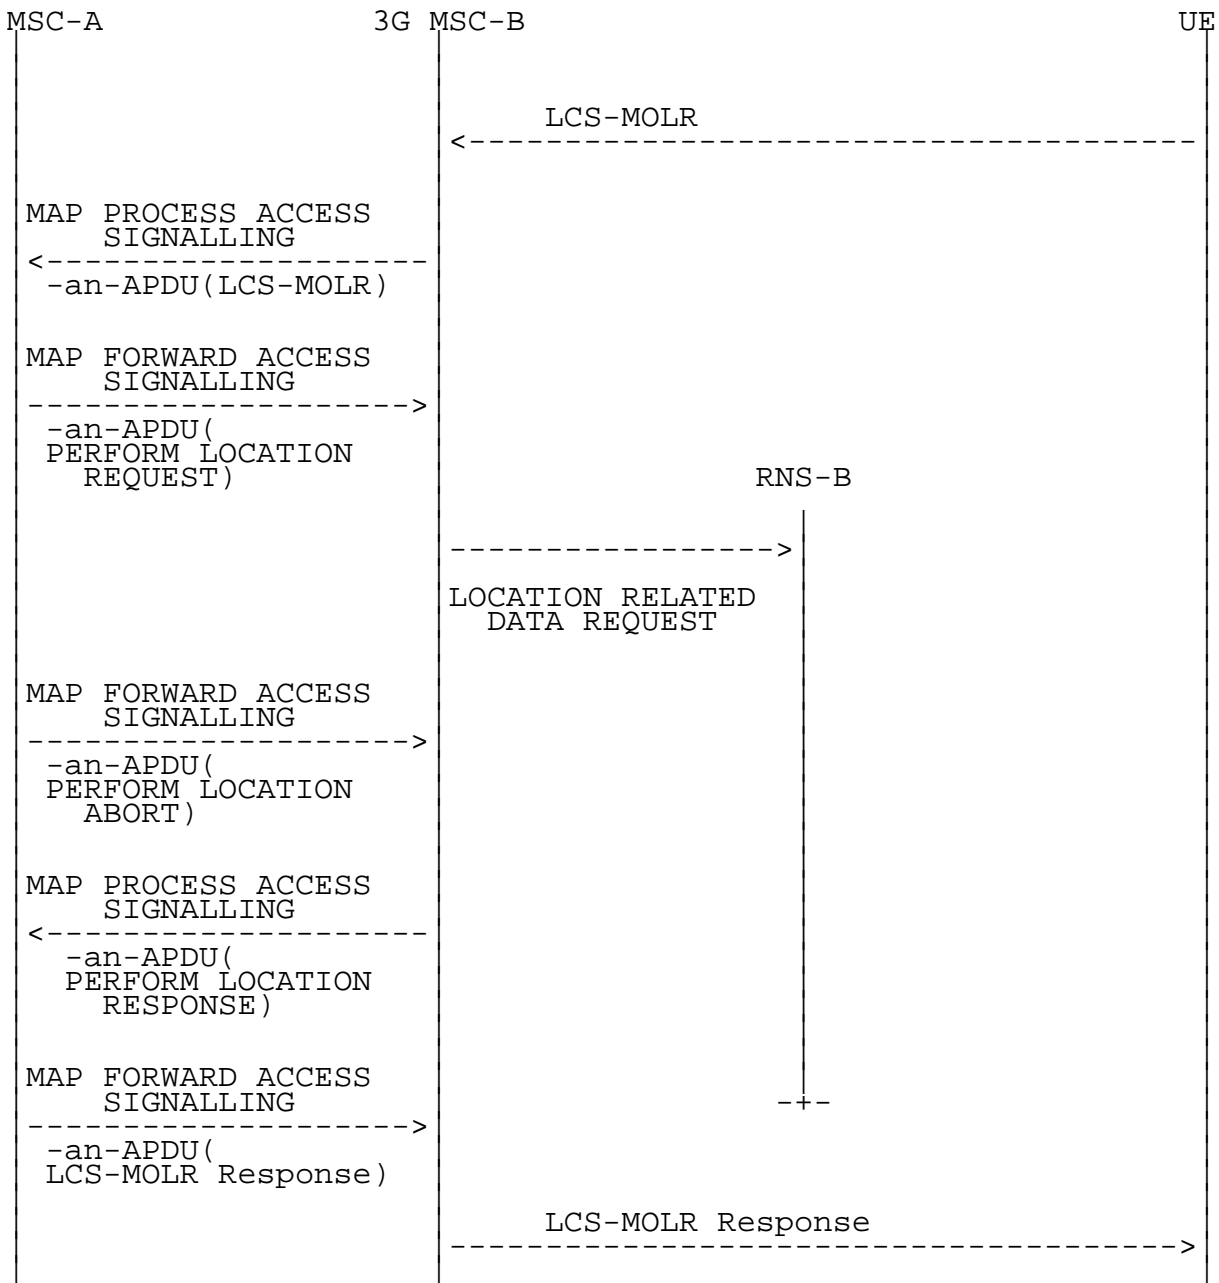 MSC-A 3G MSC-B UE
LCS-MOLR
<--------------------------------------
MAP PROCESS ACCESS
SIGNALLING
<--------------------
-an-APDU(LCS-MOLR)
MAP FORWARD ACCESS
SIGNALLING
-------------------->
-an-APDU(
PERFORM LOCATION
REQUEST)
RNS-B
----------------->
LOCATION RELATED
DATA REQUEST
MAP FORWARD ACCESS
SIGNALLING
-------------------->
-an-APDU(
PERFORM LOCATION
ABORT)
MAP PROCESS ACCESS
SIGNALLING
<--------------------
-an-APDU(
PERFORM LOCATION
RESPONSE)
MAP FORWARD ACCESS
SIGNALLING
-+-
-------------------->
-an-APDU(
LCS-MOLR Response)
LCS-MOLR Response
-------------------------------------->